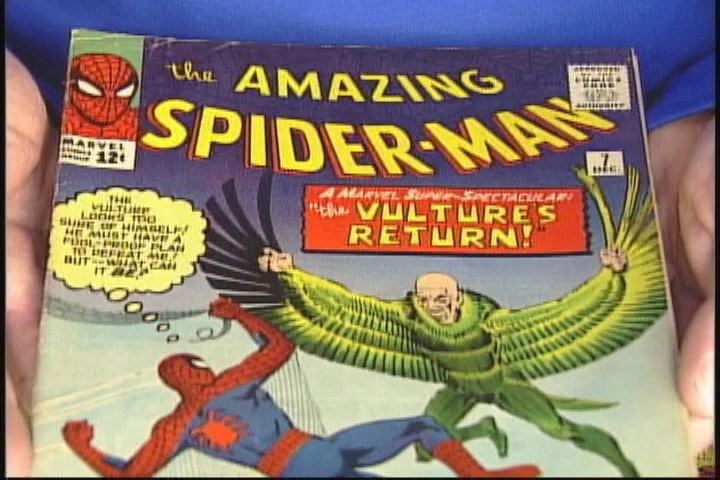 the AMAZING
SPIDER-MAN
APPROVED
BY THE
COMICS
CODE
AUTHORITY
MARVEL
COMICS
GROUP 12¢
7
DEC.
A MARVEL SUPER-SPECTACULAR!
"the VULTURE'S
RETURN!"
THE
VULTURE
LOOKS TOO
SURE OF HIMSELF!
HE MUST HAVE A
FOOL-PROOF PLAN
TO DEFEAT ME!
BUT--WHAT CAN
IT BE?